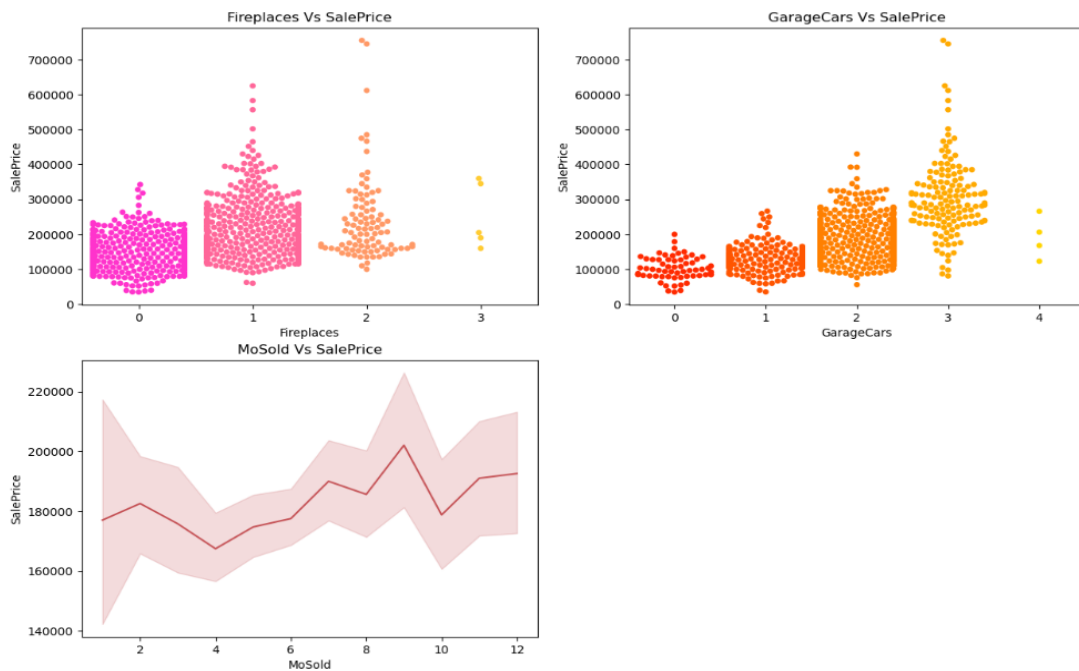 Fireplaces Vs SalePrice
700000
600000
500000
400000
300000
200000
100000
0
SalePrice
0 1 2 3
Fireplaces
GarageCars Vs SalePrice
700000
600000
500000
400000
300000
200000
100000
0
SalePrice
0 1 2 3 4
GarageCars
MoSold Vs SalePrice
220000
200000
180000
160000
140000
SalePrice
2 4 6 8 10 12
MoSold